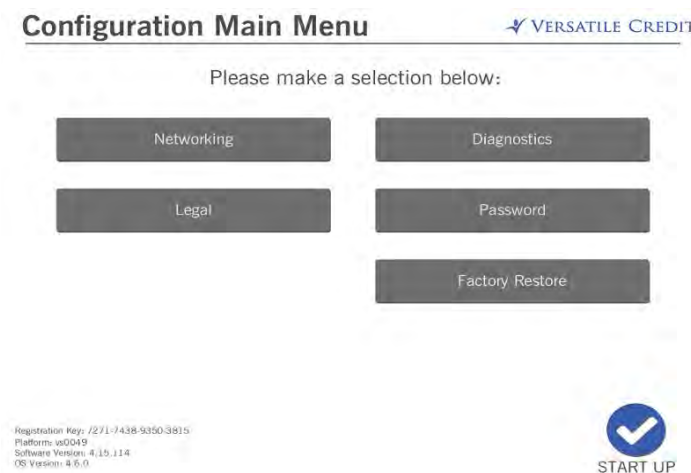 Configuration Main Menu
VERSATILE CREDIT
Please make a selection below:
Networking
Diagnostics
Legal
Password
Factory Restore
Registration Key: 7271-7438-9350-3815
Platform: vs0049
Software Version: 4.15.114
OS Version: 4.6.0
START UP